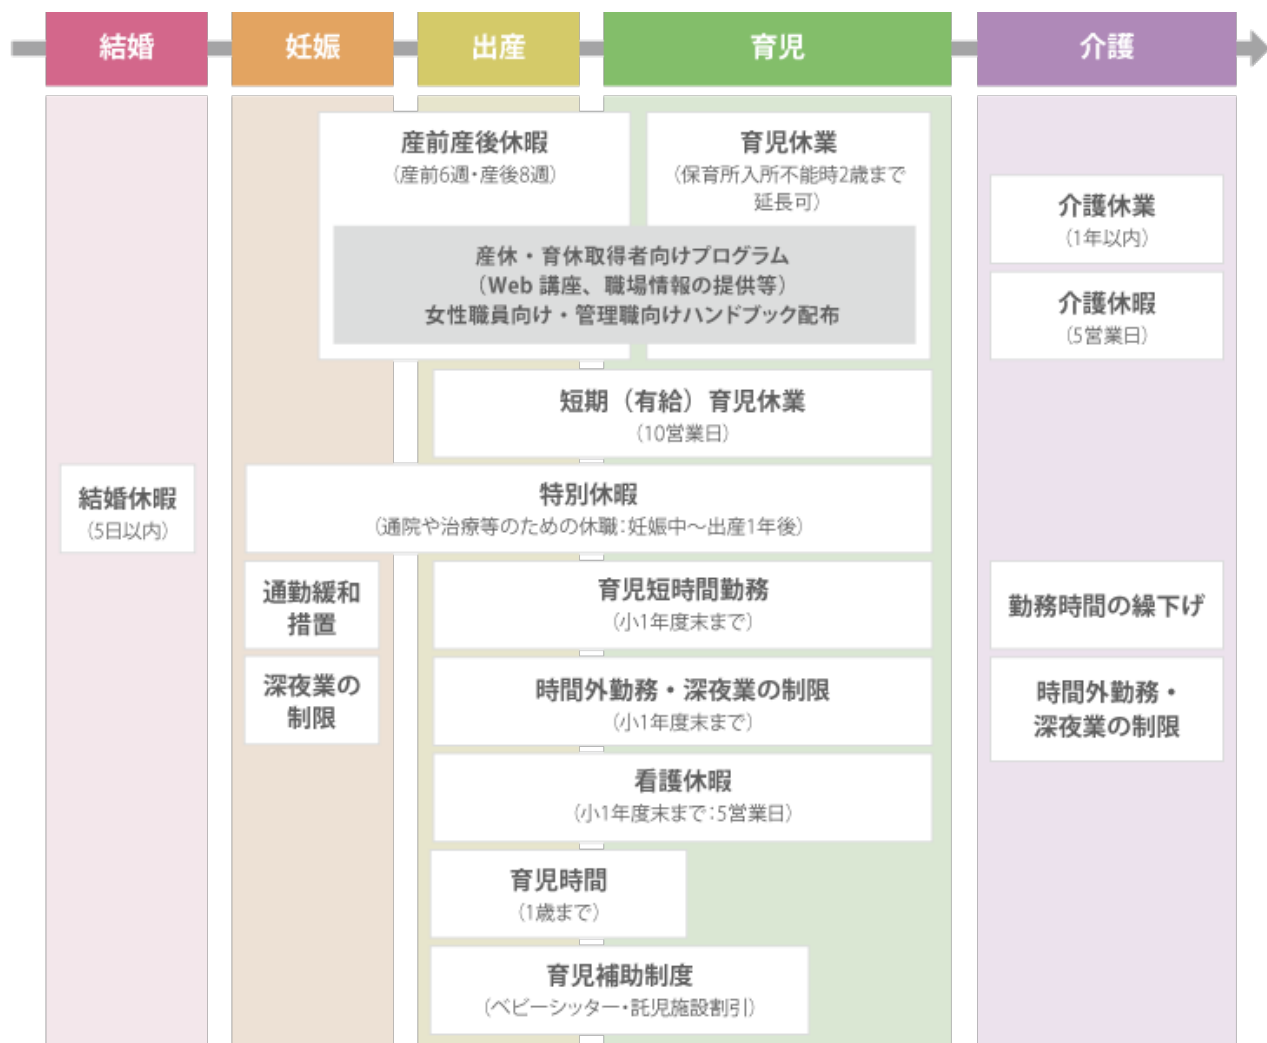 結婚
妊娠
出産
育児
介護
産前産後休暇
（産前6週・産後8週）
育児休業
（保育所入所不能時2歳まで
延長可）
産休・育休取得者向けプログラム
（Web 講座、職場情報の提供等）
女性職員向け・管理職向けハンドブック配布
介護休業
（1年以内）
介護休暇
（5営業日）
短期（有給）育児休業
（10営業日）
結婚休暇
（5日以内）
特別休暇
（通院や治療等のための休職：妊娠中～出産1年後）
通勤緩和
措置
育児短時間勤務
（小1年度末まで）
勤務時間の繰下げ
深夜業の
制限
時間外勤務・深夜業の制限
（小1年度末まで）
時間外勤務・
深夜業の制限
看護休暇
（小1年度末まで：5営業日）
育児時間
（1歳まで）
育児補助制度
（ベビーシッター・託児施設割引）